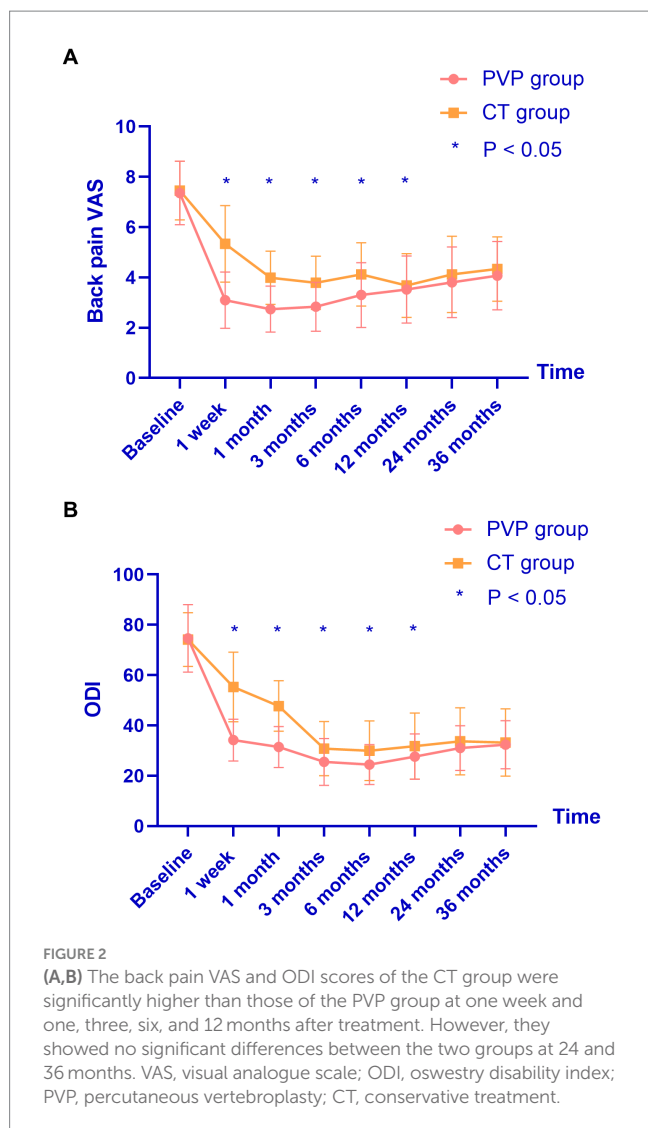 A
PVP group
CT group
* P < 0.05
10
8
6
4
2
0
Back pain VAS
* * * * *
Time
Baseline
1 week
1 month
3 months
6 months
12 months
24 months
36 months
B
PVP group
CT group
* P < 0.05
100
80
60
40
20
0
ODI
* * * * *
Time
Baseline
1 week
1 month
3 months
6 months
12 months
24 months
36 months
FIGURE 2
(A,B) The back pain VAS and ODI scores of the CT group were
significantly higher than those of the PVP group at one week and
one, three, six, and 12 months after treatment. However, they
showed no significant differences between the two groups at 24 and
36 months. VAS, visual analogue scale; ODI, oswestry disability index;
PVP, percutaneous vertebroplasty; CT, conservative treatment.